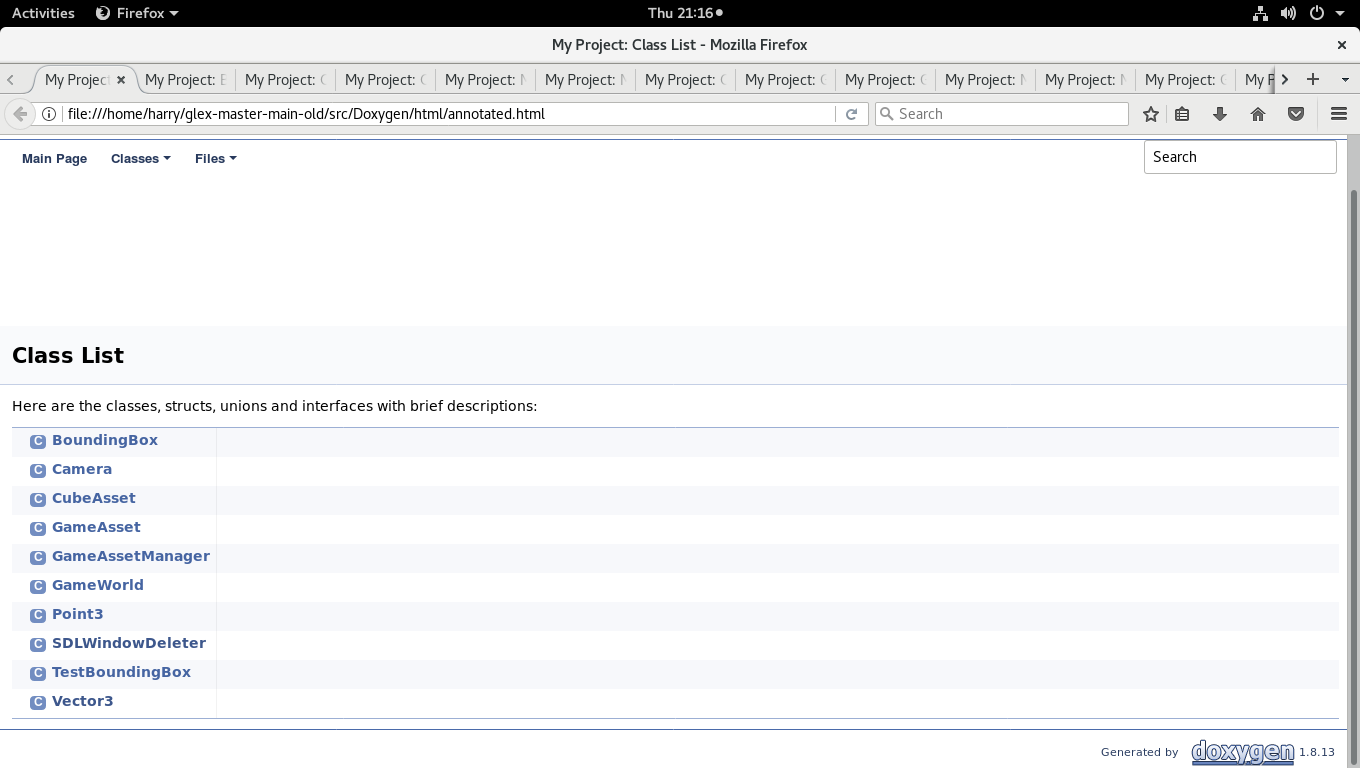 Activities Firefox Thu 21:16
My Project: Class List - Mozilla Firefox
My Project: My Project: My Project: My Project: My Project: My Project: My Project: My Project: My Project: My Project: My Project: My Project: My
file:///home/harry/glex-master-main-old/src/Doxygen/html/annotated.html Search
Main Page Classes Files Search
Class List
Here are the classes, structs, unions and interfaces with brief descriptions:
C BoundingBox
C Camera
C CubeAsset
C GameAsset
C GameAssetManager
C GameWorld
C Point3
C SDLWindowDeleter
C TestBoundingBox
C Vector3
Generated by doxygen 1.8.13